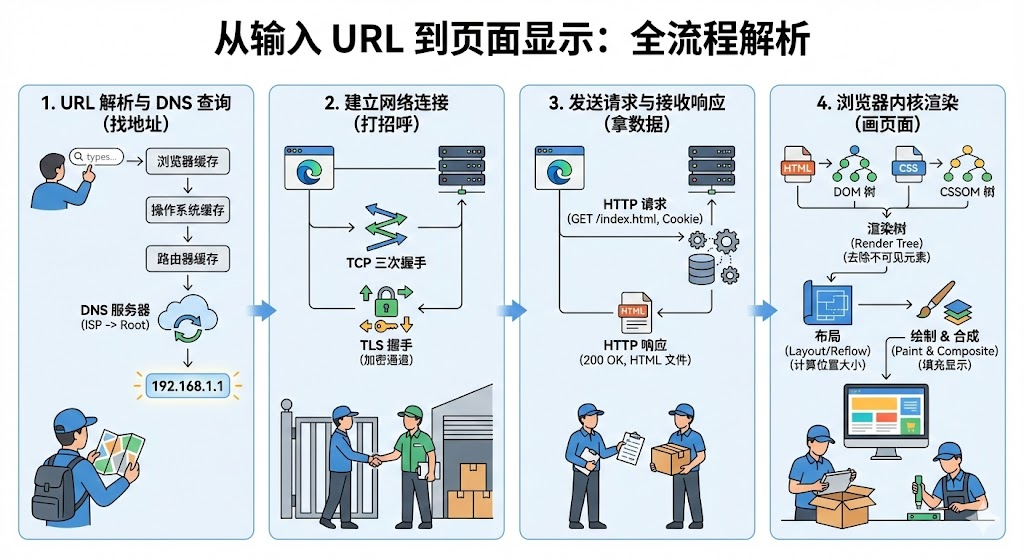 从输入 URL 到页面显示：全流程解析
1. URL 解析与 DNS 查询
（找地址）
types...
浏览器缓存
操作系统缓存
路由器缓存
DNS 服务器
(ISP -> Root)
192.168.1.1
2. 建立网络连接
（打招呼）
TCP 三次握手
TLS 握手
(加密通道)
3. 发送请求与接收响应
（拿数据）
HTTP 请求
(GET /index.html, Cookie)
HTML
HTTP 响应
(200 OK, HTML 文件)
4. 浏览器内核渲染
（画页面）
HTML
DOM 树
CSS
CSSOM 树
渲染树
(Render Tree)
(去除不可见元素)
布局
(Layout/Reflow)
(计算位置大小)
绘制 & 合成
(Paint & Composite)
(填充显示)